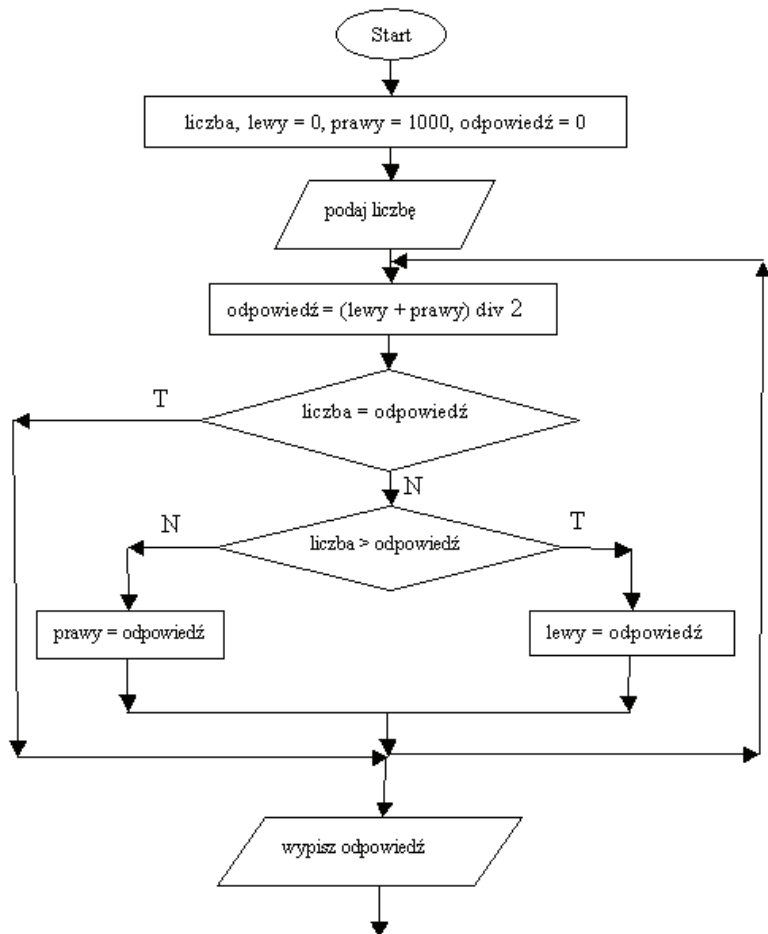 Start
liczba, lewy = 0, prawy = 1000, odpowiedź = 0
podaj liczbę
odpowiedź = (lewy + prawy) div 2
T
liczba = odpowiedź
N
N
T
liczba > odpowiedź
prawy = odpowiedź
lewy = odpowiedź
wypisz odpowiedź